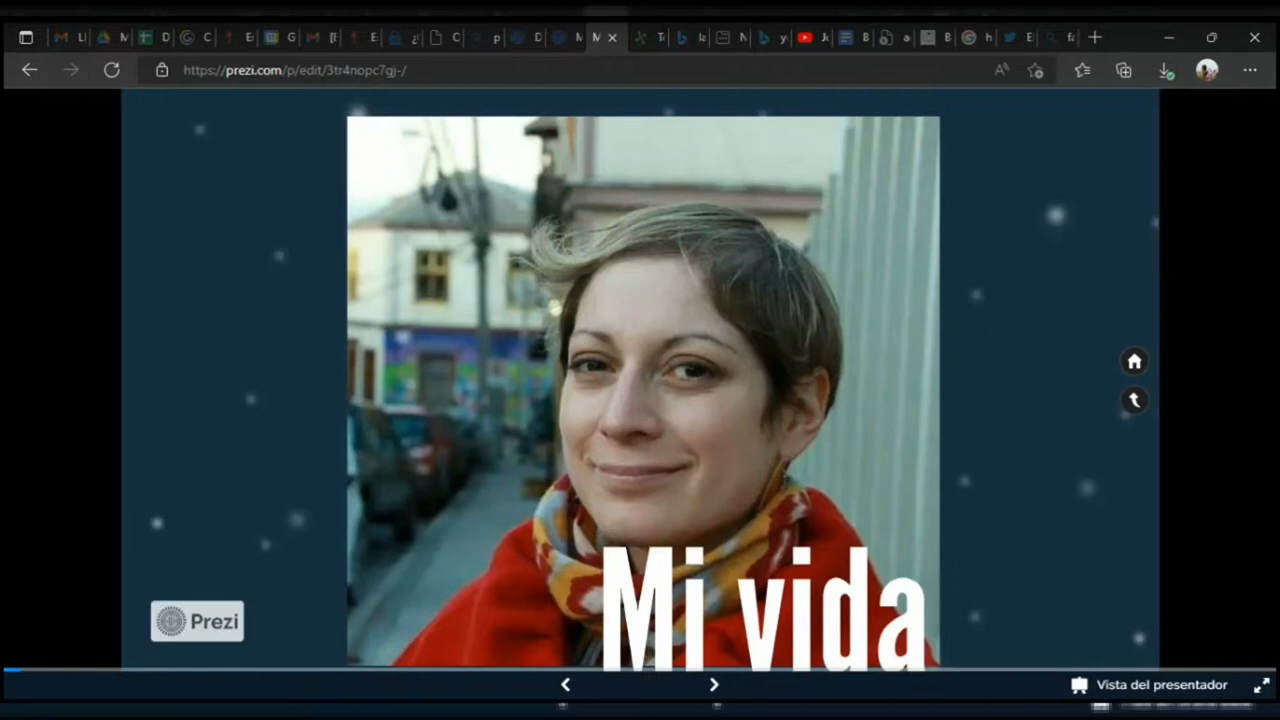 https://prezi.com/p/edit/3tr4nopc7gj-/
Mi vida
Prezi
Vista del presentador